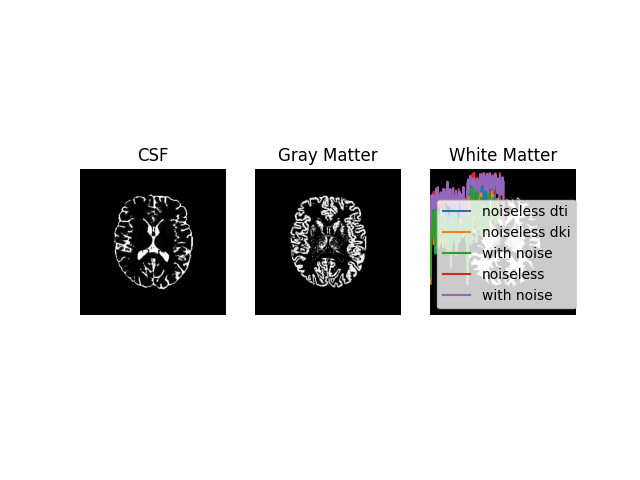 CSF
Gray Matter
White Matter
noiseless dti
noiseless dki
with noise
noiseless
with noise